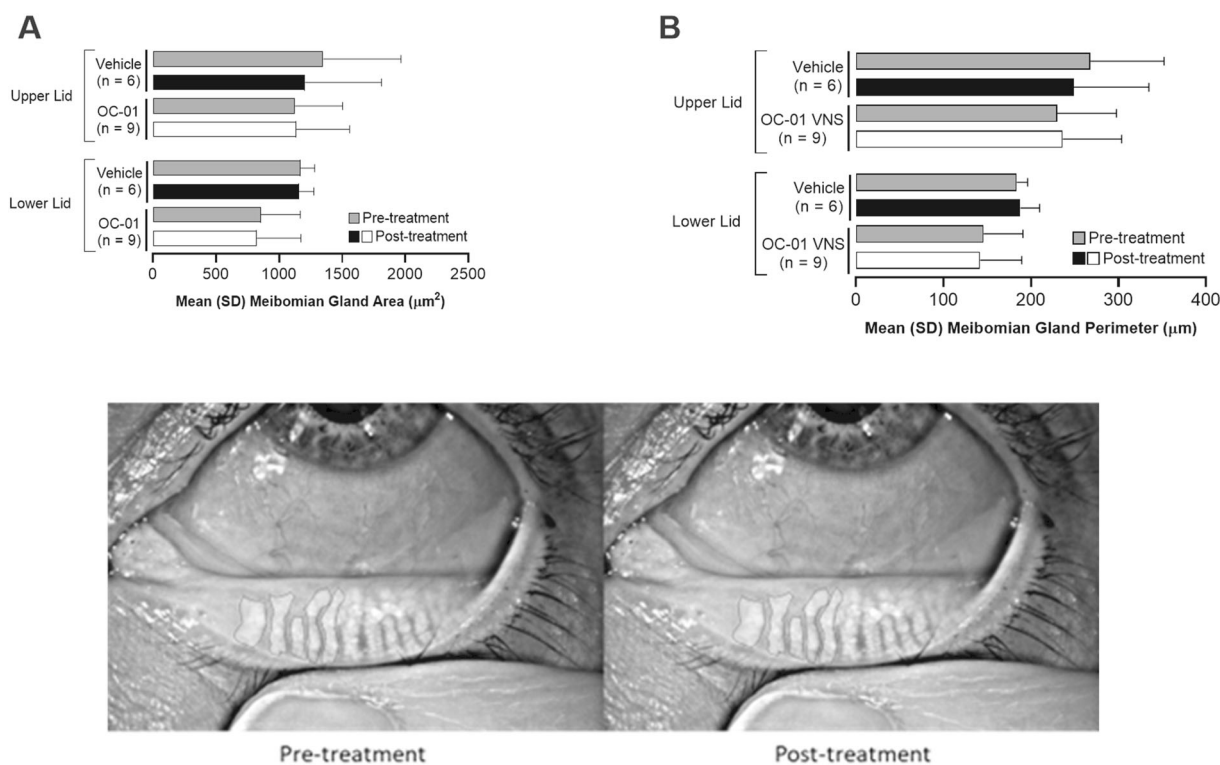 A
Upper Lid
Vehicle
(n = 6)
OC-01
(n = 9)
Lower Lid
Vehicle
(n = 6)
OC-01
(n = 9)
Pre-treatment
Post-treatment
0 500 1000 1500 2000 2500
Mean (SD) Meibomian Gland Area (μm²)
B
Upper Lid
Vehicle
(n = 6)
OC-01 VNS
(n = 9)
Lower Lid
Vehicle
(n = 6)
OC-01 VNS
(n = 9)
Pre-treatment
Post-treatment
0 100 200 300 400
Mean (SD) Meibomian Gland Perimeter (μm)
Pre-treatment
Post-treatment